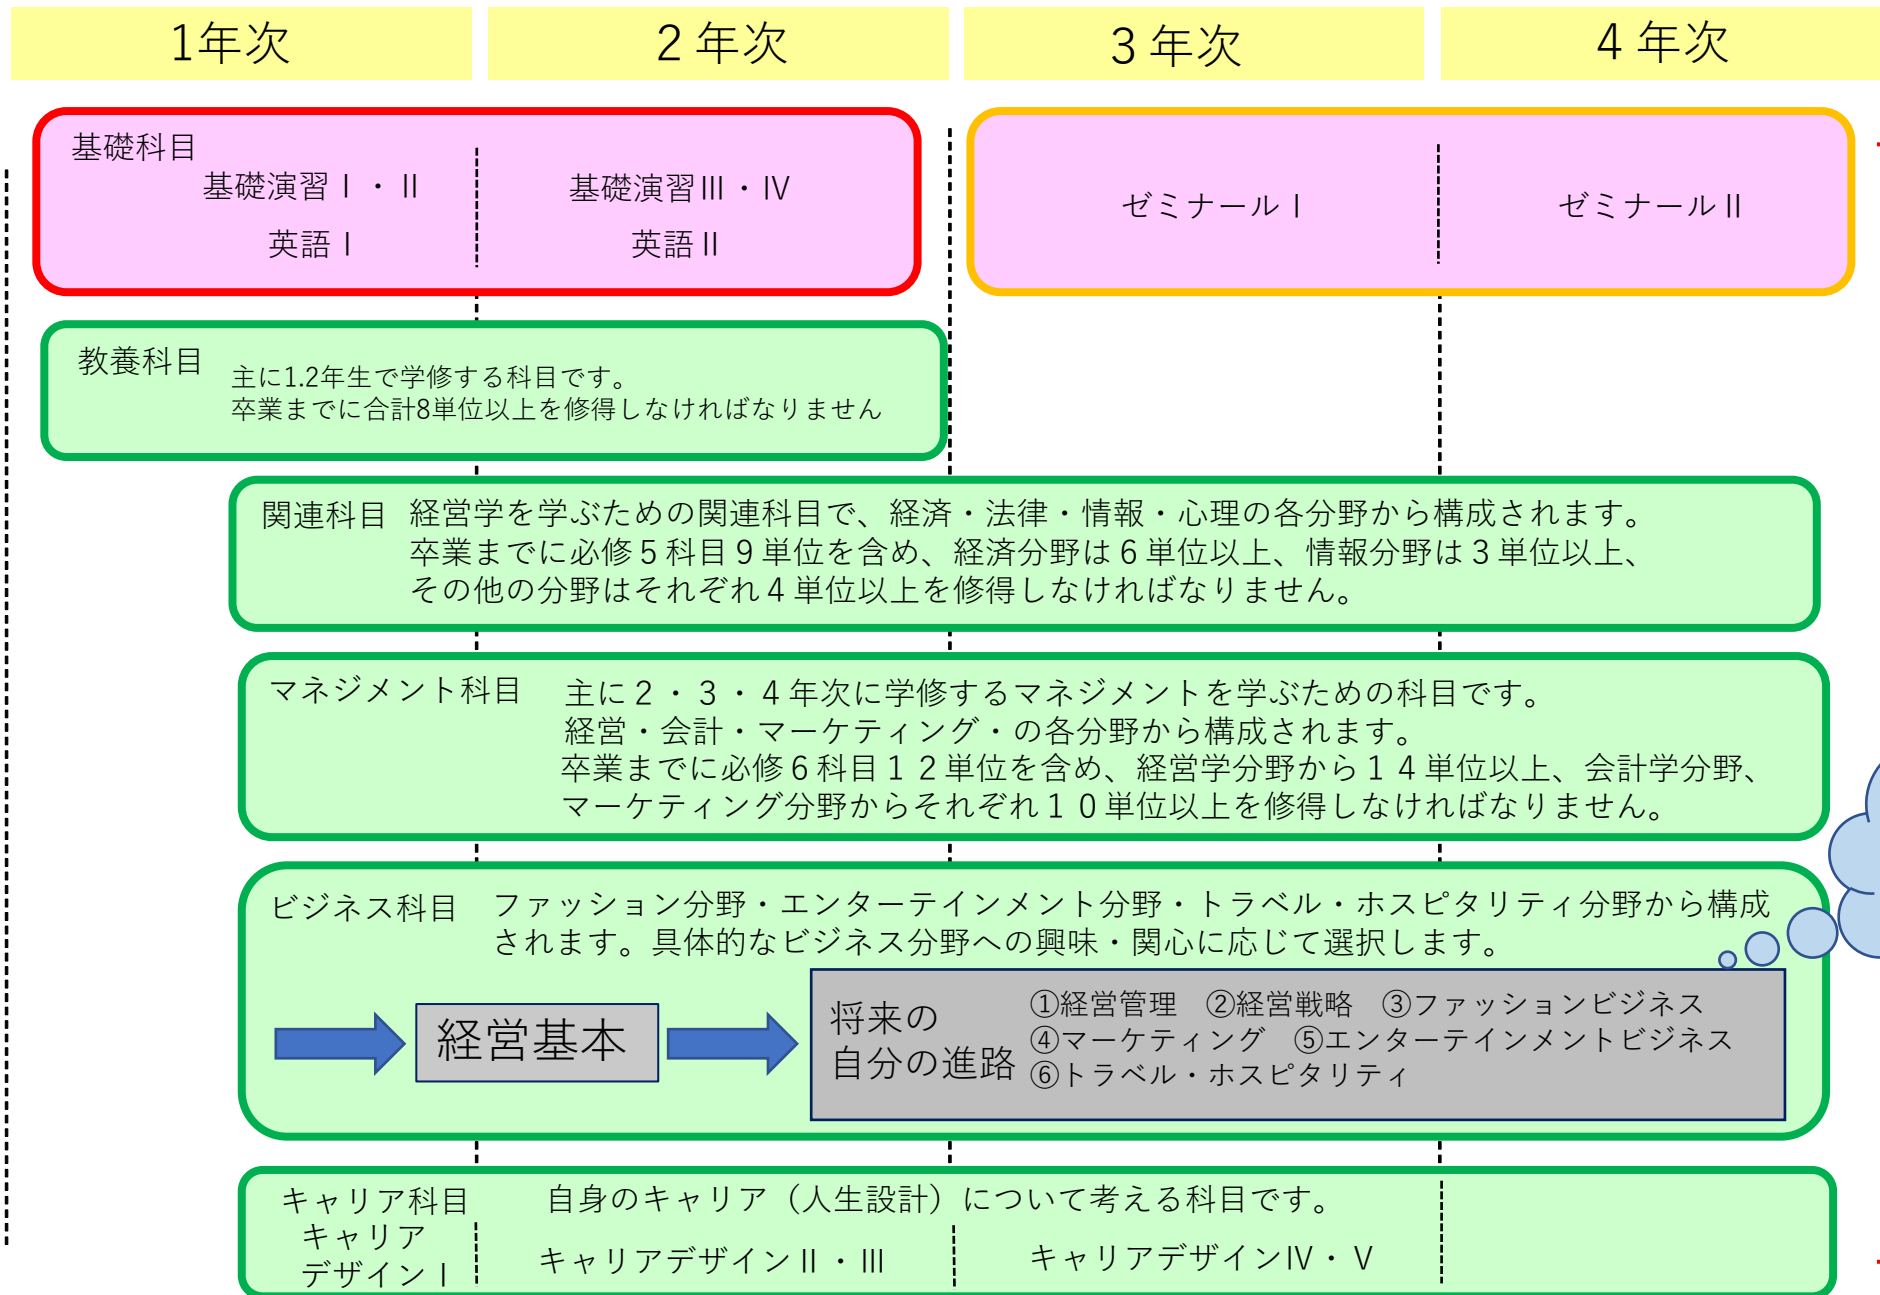 1年次
２年次
３年次
４年次
基礎科目
基礎演習Ⅰ・Ⅱ
英語Ⅰ
基礎演習Ⅲ・Ⅳ
英語Ⅱ
ゼミナールⅠ
ゼミナールⅡ
教養科目
主に1.2年生で学修する科目です。
卒業までに合計8単位以上を修得しなければなりません
関連科目
経営学を学ぶための関連科目で、経済・法律・情報・心理の各分野から構成されます。
卒業までに必修５科目９単位を含め、経済分野は６単位以上、情報分野は３単位以上、
その他の分野はそれぞれ４単位以上を修得しなければなりません。
マネジメント科目
主に２・３・４年次に学修するマネジメントを学ぶための科目です。
経営・会計・マーケティング・の各分野から構成されます。
卒業までに必修６科目１２単位を含め、経営学分野から１４単位以上、会計学分野、
マーケティング分野からそれぞれ１０単位以上を修得しなければなりません。
ビジネス科目
ファッション分野・エンターテインメント分野・トラベル・ホスピタリティ分野から構成
されます。具体的なビジネス分野への興味・関心に応じて選択します。
経営基本
将来の
自分の進路
①経営管理　②経営戦略　③ファッションビジネス
④マーケティング　⑤エンターテインメントビジネス
⑥トラベル・ホスピタリティ
キャリア科目
自身のキャリア（人生設計）について考える科目です。
キャリア
デザインⅠ
キャリアデザインⅡ・Ⅲ
キャリアデザインⅣ・Ⅴ